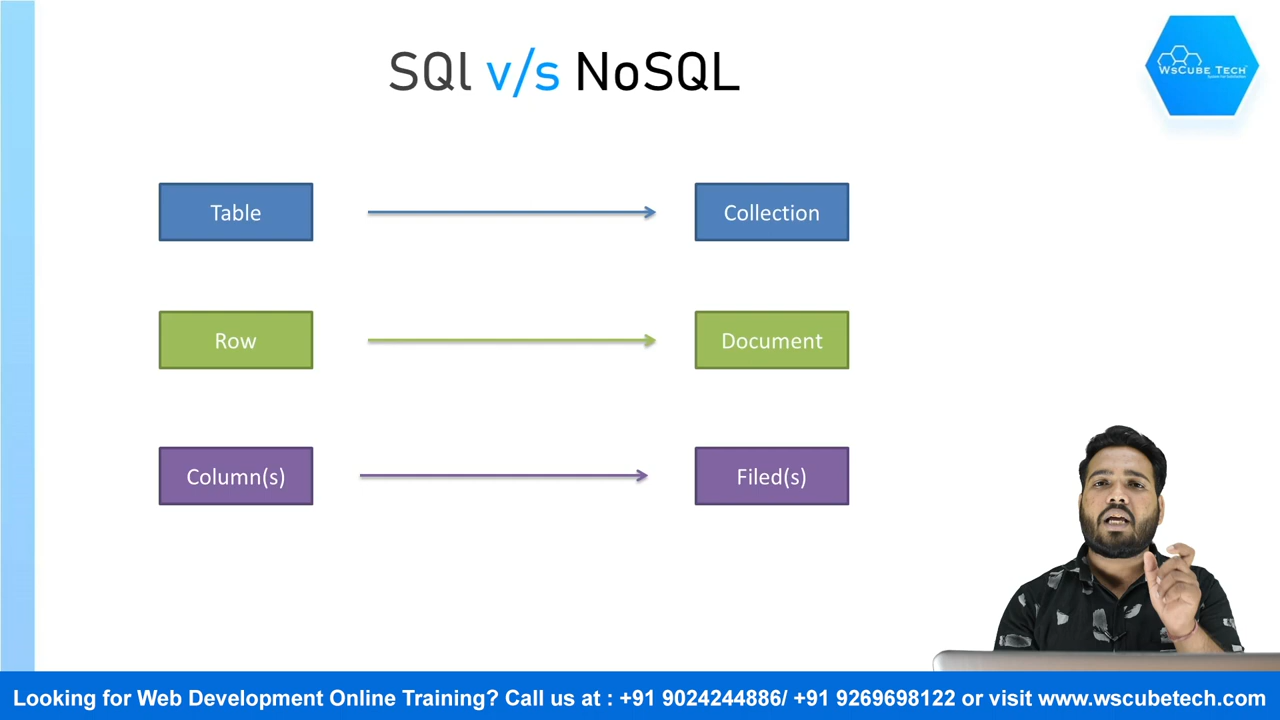 SQl v/s NoSQL
WsCube Tech
Table
Collection
Row
Document
Column(s)
Filed(s)
Looking for Web Development Online Training? Call us at : +91 9024244886/ +91 9269698122 or visit www.wscubetech.com